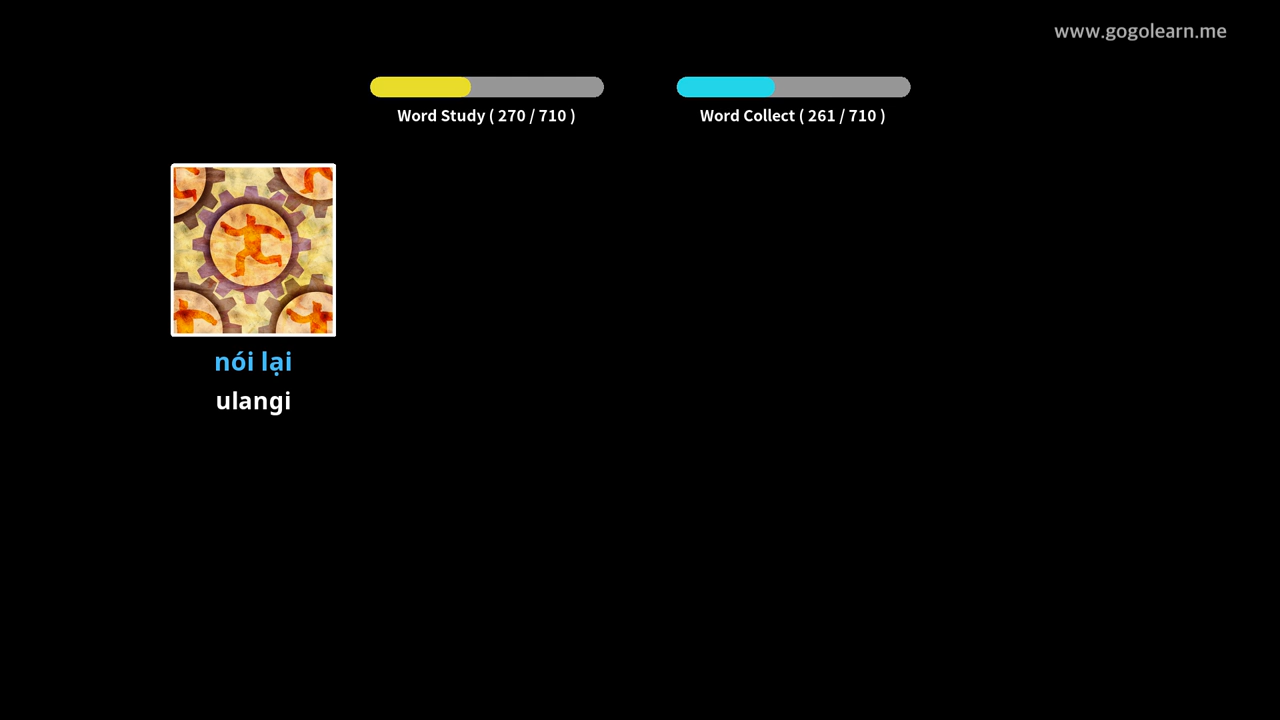 www.gogolearn.me
Word Study ( 270 / 710 )
Word Collect ( 261 / 710 )
nói lại
ulangi